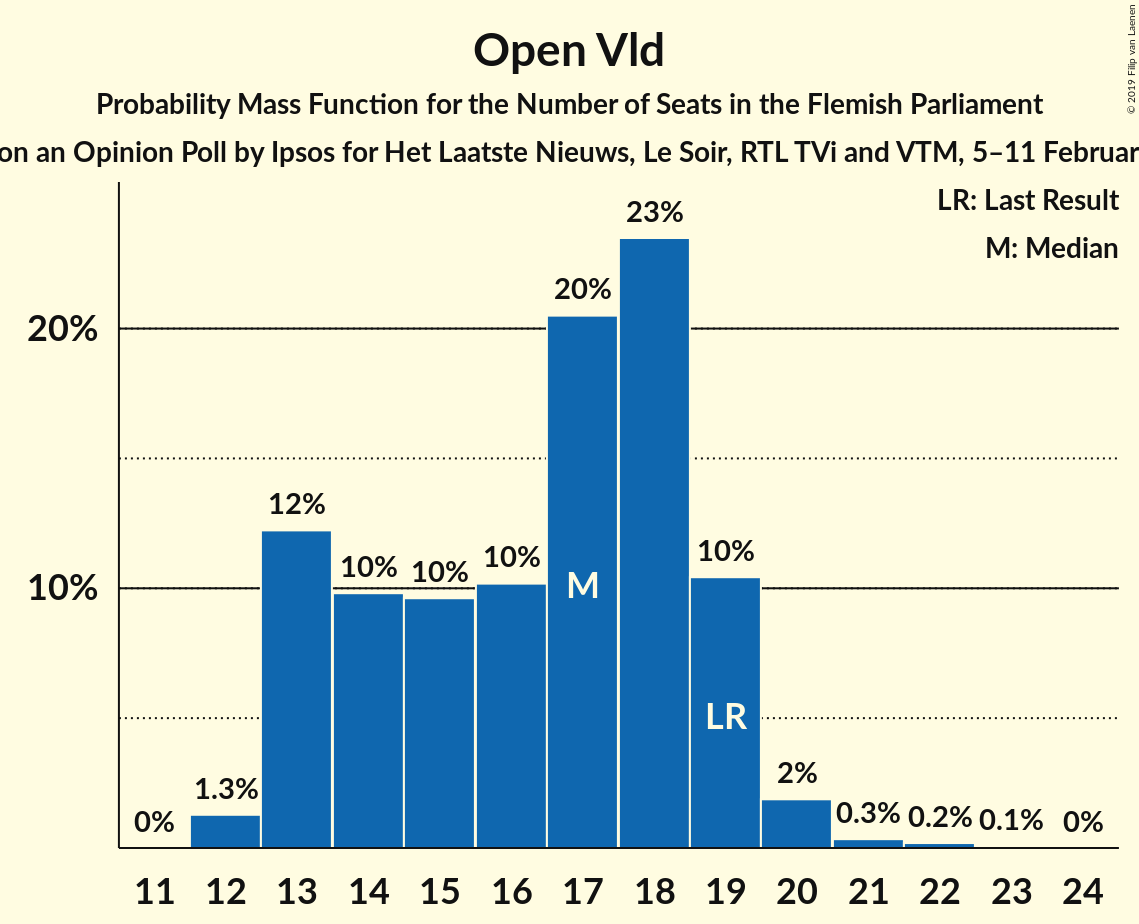 Open Vld
Probability Mass Function for the Number of Seats in the Flemish Parliament
on an Opinion Poll by Ipsos for Het Laatste Nieuws, Le Soir, RTL TVi and VTM, 5–11 Februar
© 2019 Filip van Laenen
LR: Last Result
M: Median
23%
20%
20%
12%
10%
10%
10%
10%
10%
M
LR
1.3%
2%
0%
0.3%
0.2%
0.1%
0%
11 12 13 14 15 16 17 18 19 20 21 22 23 24